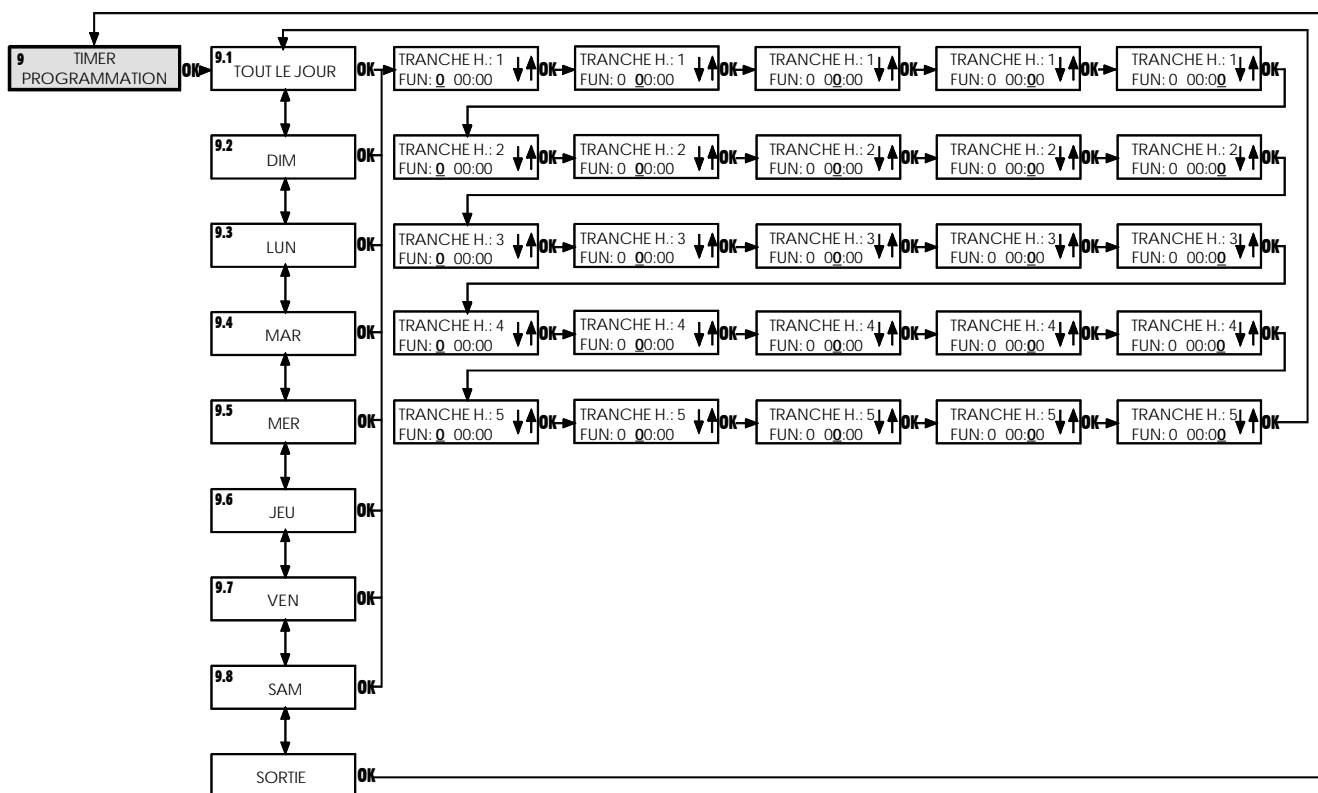 9 TIMER
PROGRAMMATION
OK
9.1
TOUT LE JOUR
OK
TRANCHE H.: 1
FUN: 0 00:00
OK
TRANCHE H.: 1
FUN: 0 00:00
OK
TRANCHE H.: 1
FUN: 0 00:00
OK
TRANCHE H.: 1
FUN: 0 00:00
OK
TRANCHE H.: 1
FUN: 0 00:00
OK
9.2
DIM
OK
TRANCHE H.: 2
FUN: 0 00:00
OK
TRANCHE H.: 2
FUN: 0 00:00
OK
TRANCHE H.: 2
FUN: 0 00:00
OK
TRANCHE H.: 2
FUN: 0 00:00
OK
TRANCHE H.: 2
FUN: 0 00:00
OK
9.3
LUN
OK
TRANCHE H.: 3
FUN: 0 00:00
OK
TRANCHE H.: 3
FUN: 0 00:00
OK
TRANCHE H.: 3
FUN: 0 00:00
OK
TRANCHE H.: 3
FUN: 0 00:00
OK
TRANCHE H.: 3
FUN: 0 00:00
OK
9.4
MAR
OK
TRANCHE H.: 4
FUN: 0 00:00
OK
TRANCHE H.: 4
FUN: 0 00:00
OK
TRANCHE H.: 4
FUN: 0 00:00
OK
TRANCHE H.: 4
FUN: 0 00:00
OK
TRANCHE H.: 4
FUN: 0 00:00
OK
9.5
MER
OK
TRANCHE H.: 5
FUN: 0 00:00
OK
TRANCHE H.: 5
FUN: 0 00:00
OK
TRANCHE H.: 5
FUN: 0 00:00
OK
TRANCHE H.: 5
FUN: 0 00:00
OK
TRANCHE H.: 5
FUN: 0 00:00
OK
9.6
JEU
OK
9.7
VEN
OK
9.8
SAM
OK
SORTIE
OK